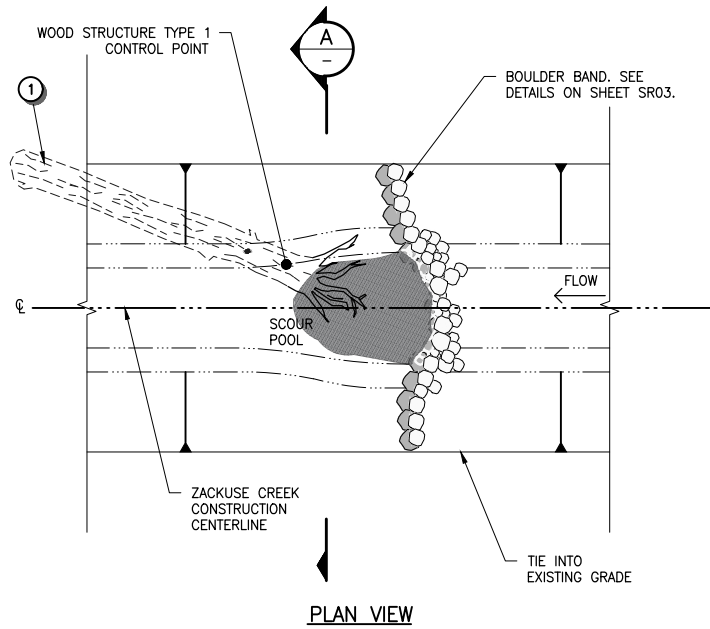 WOOD STRUCTURE TYPE 1
CONTROL POINT
A
–
1
BOULDER BAND. SEE
DETAILS ON SHEET SR03.
FLOW
℄
SCOUR
POOL
ZACKUSE CREEK
CONSTRUCTION
CENTERLINE
TIE INTO
EXISTING GRADE
PLAN VIEW